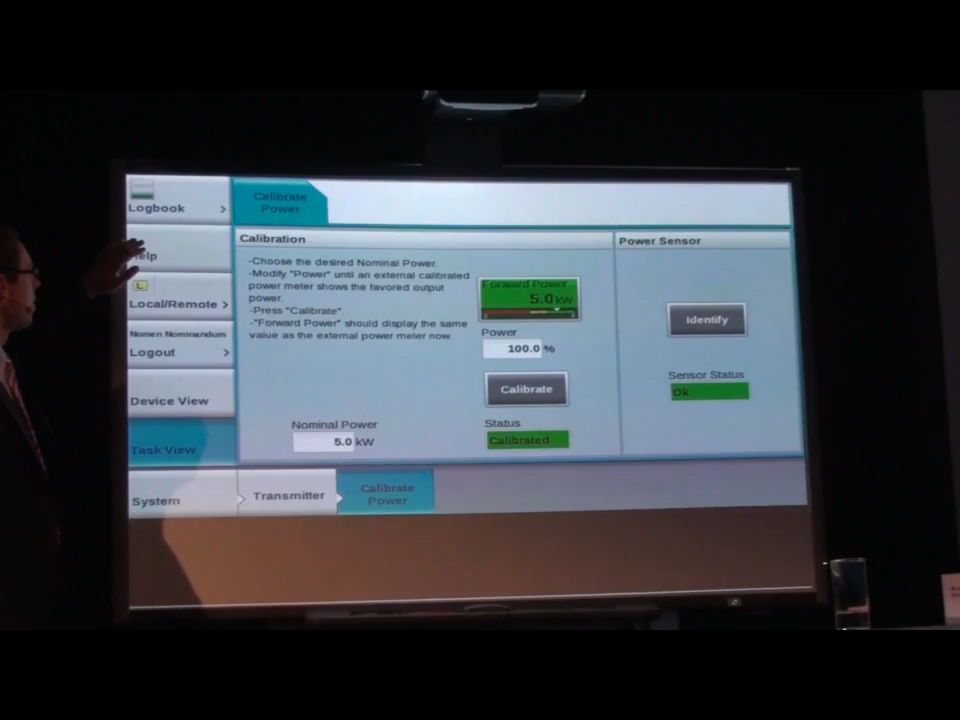 Logbook >
Calibrate
Power
Calibration
Power Sensor
Help
-Choose the desired Nominal Power.
-Modify "Power" until an external calibrated
power meter shows the favored output
power.
-Press "Calibrate".
-"Forward Power" should display the same
value as the external power meter now.
Forward Power
5.0 kW
L
Local/Remote >
Identify
Power
100.0 %
Nomen Nominandum
Logout >
Sensor Status
Ok
Calibrate
Device View
Nominal Power
5.0 kW
Status
Calibrated
Task View
System
Transmitter
Calibrate
Power